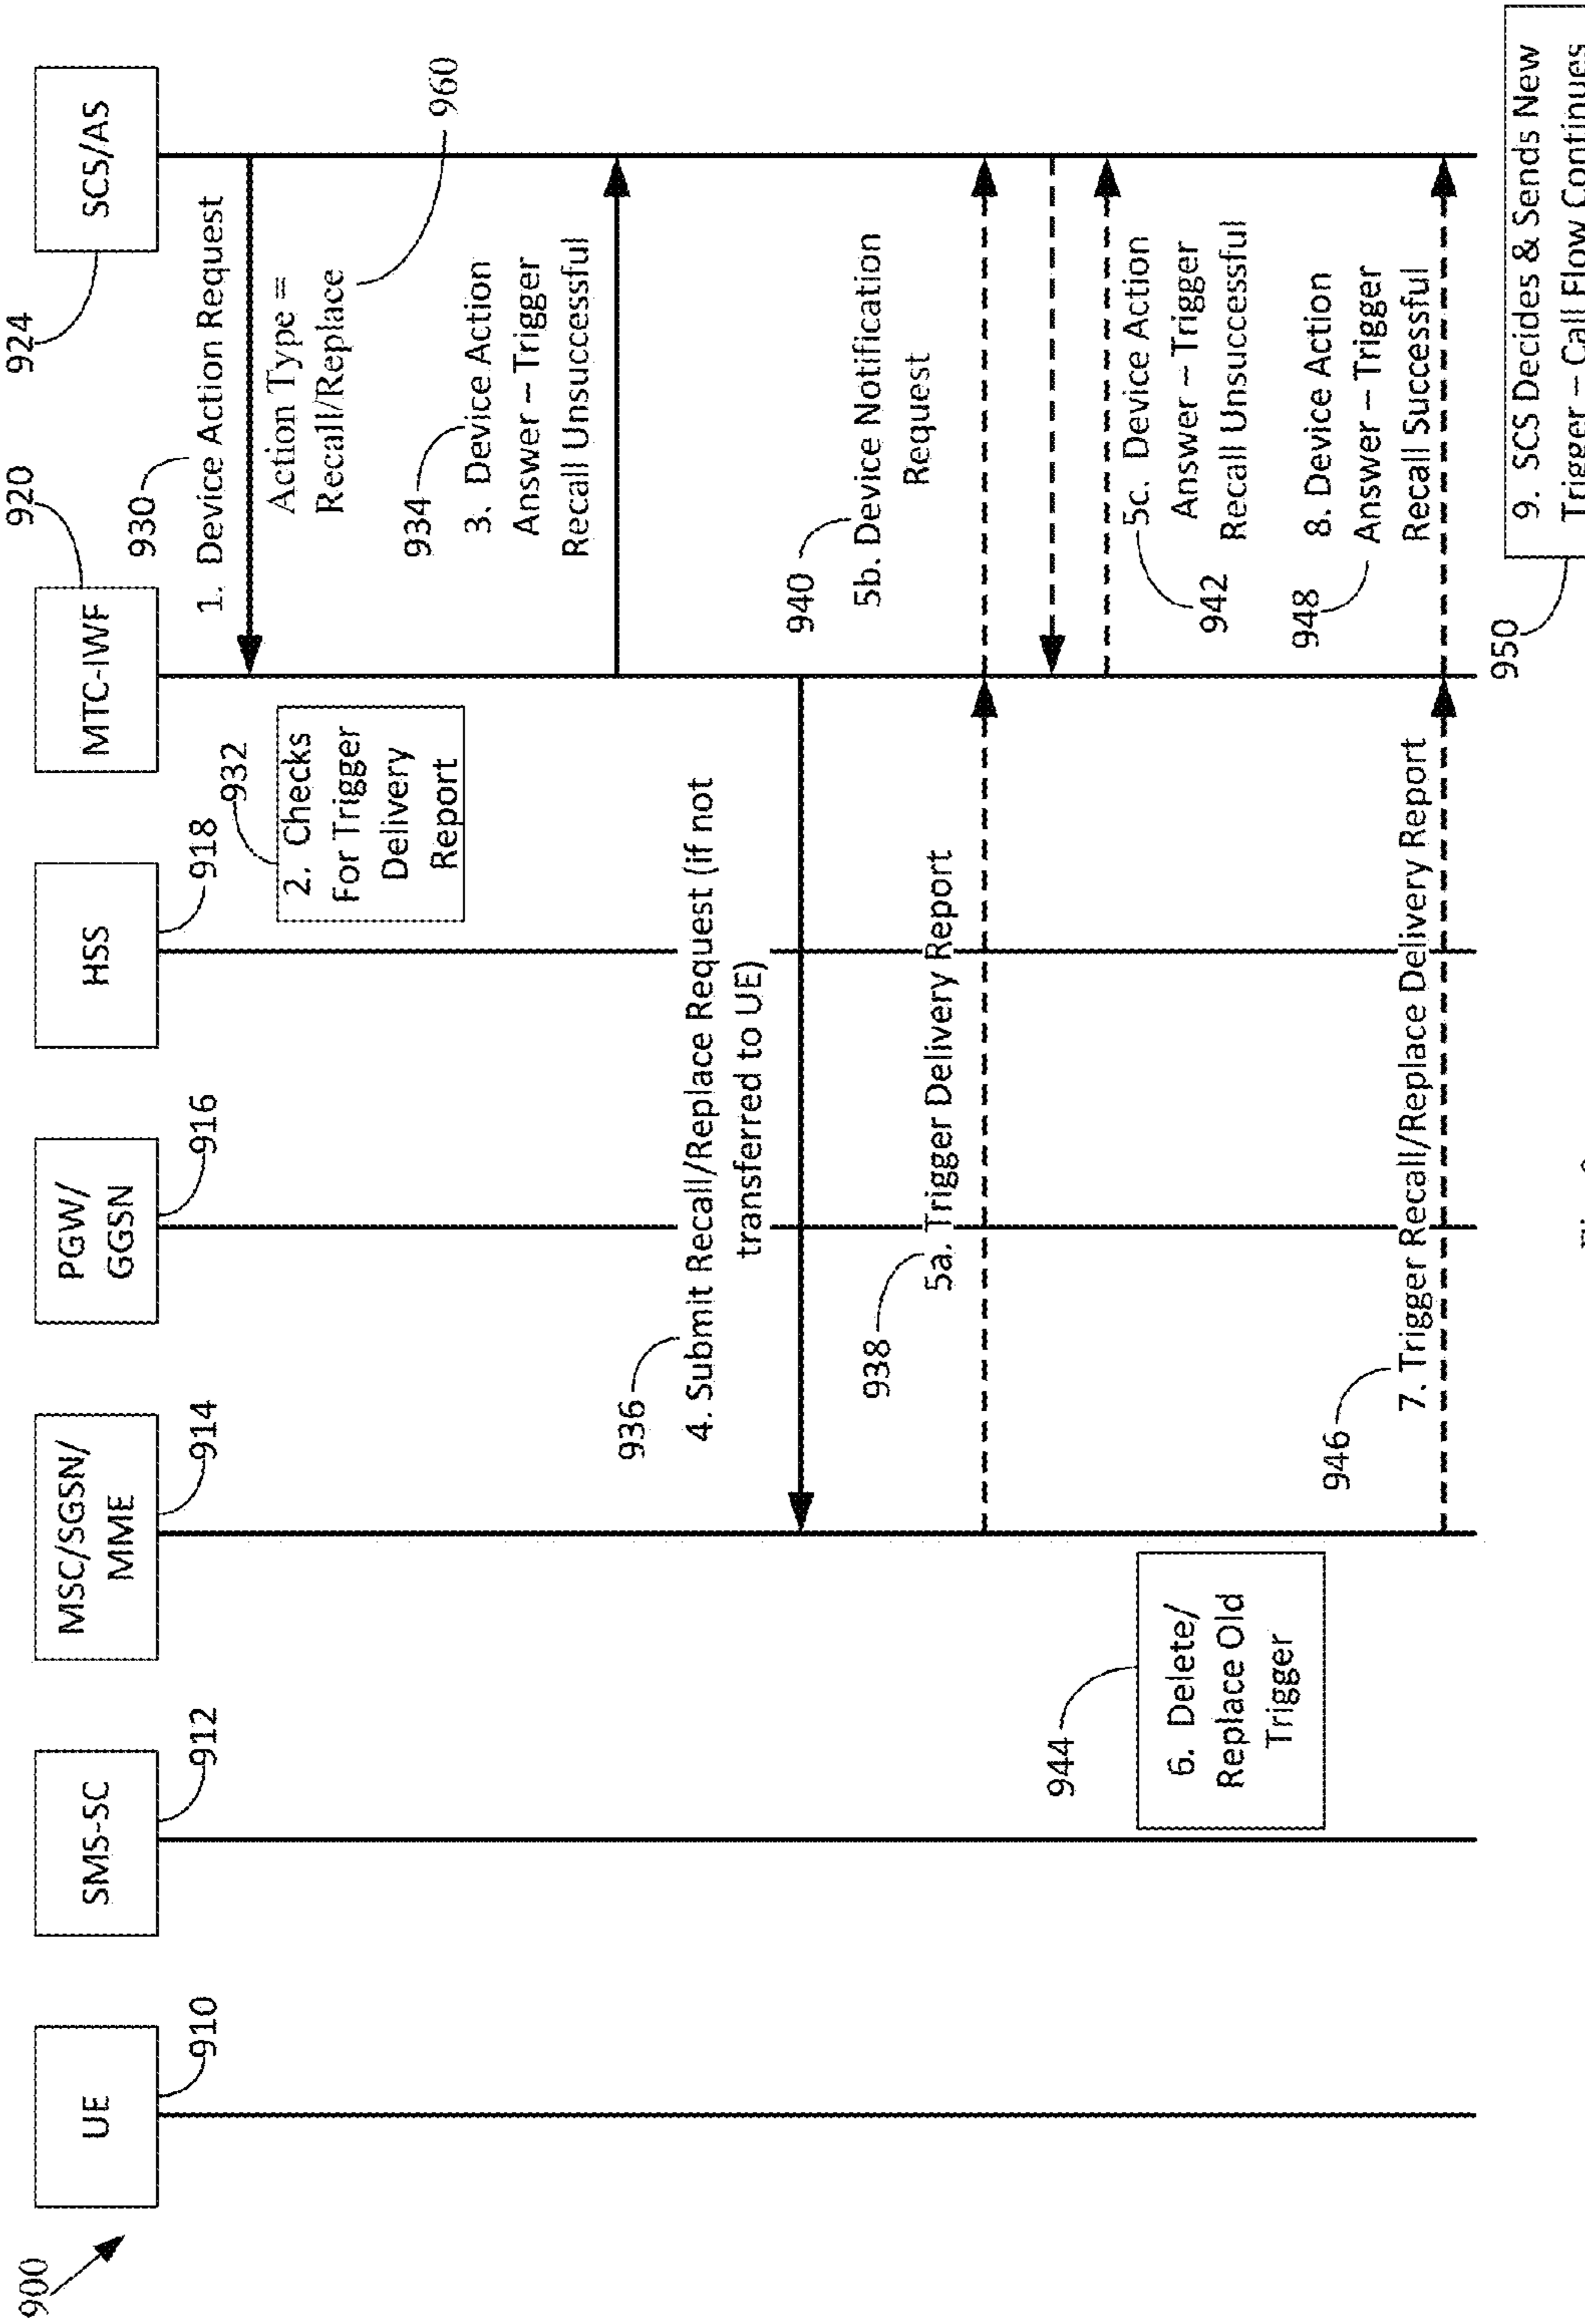 900
UE
910
SMS-SC
912
MSC/SGSN/
MME
914
PGW/
GGSN
916
HSS
918
MTC-IWF
920
SCS/AS
924
930
1. Device Action Request
Action Type =
Recall/Replace
960
932
2. Checks
For Trigger
Delivery
Report
934
3. Device Action
Answer – Trigger
Recall Unsuccessful
936
4. Submit Recall/Replace Request (if not
transferred to UE)
938
5a. Trigger Delivery Report
940
5b. Device Notification
Request
5c. Device Action
Answer – Trigger
Recall Unsuccessful
942
944
6. Delete/
Replace Old
Trigger
946
7. Trigger Recall/Replace Delivery Report
948
8. Device Action
Answer – Trigger
Recall Successful
950
9. SCS Decides & Sends New
Trigger – Call Flow Continues